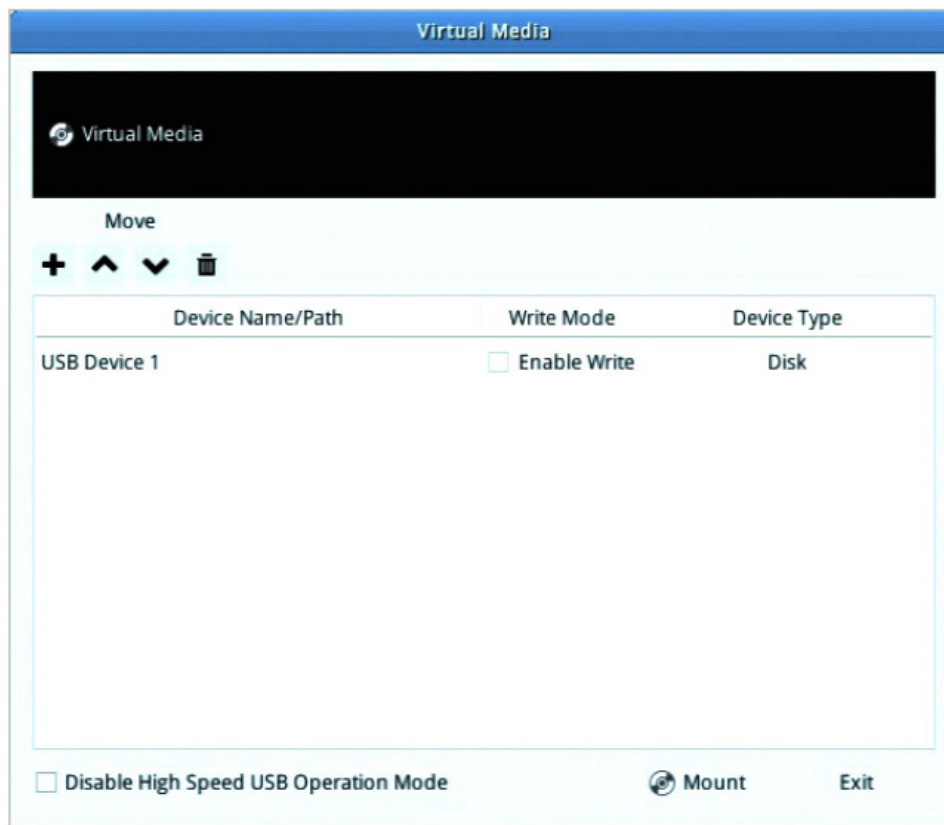 Virtual Media
Virtual Media
Move
Device Name/Path Write Mode Device Type
USB Device 1 Enable Write Disk
Disable High Speed USB Operation Mode Mount Exit